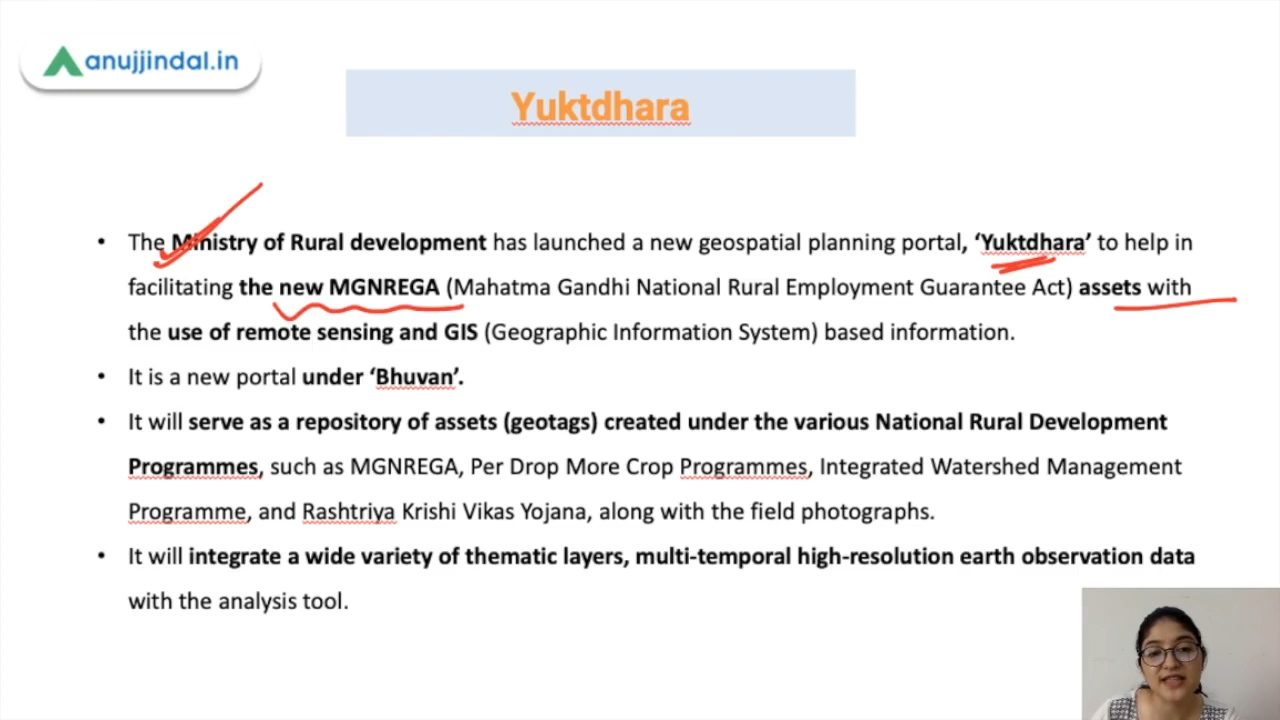 anujjindal.in
Yuktdhara
• The Ministry of Rural development has launched a new geospatial planning portal, ‘Yuktdhara’ to help in
facilitating the new MGNREGA (Mahatma Gandhi National Rural Employment Guarantee Act) assets with
the use of remote sensing and GIS (Geographic Information System) based information.
• It is a new portal under ‘Bhuvan’.
• It will serve as a repository of assets (geotags) created under the various National Rural Development
Programmes, such as MGNREGA, Per Drop More Crop Programmes, Integrated Watershed Management
Programme, and Rashtriya Krishi Vikas Yojana, along with the field photographs.
• It will integrate a wide variety of thematic layers, multi-temporal high-resolution earth observation data
with the analysis tool.